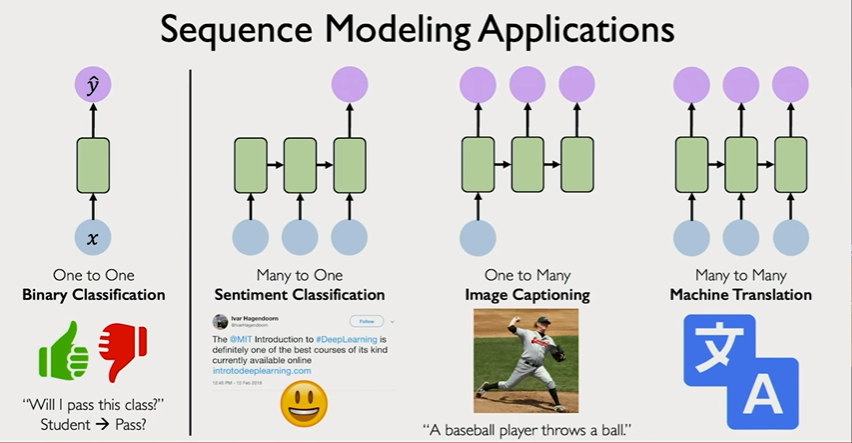 Sequence Modeling Applications
ŷ
x
One to One
Binary Classification
"Will I pass this class?"
Student → Pass?
Many to One
Sentiment Classification
Ivar Hagendoorn
@IvarHagendoorn
Follow
The @MIT Introduction to #DeepLearning is
definitely one of the best courses of its kind
currently available online
introtodeeplearning.com
12:45 PM - 12 Feb 2018
One to Many
Image Captioning
"A baseball player throws a ball."
Many to Many
Machine Translation
文
A